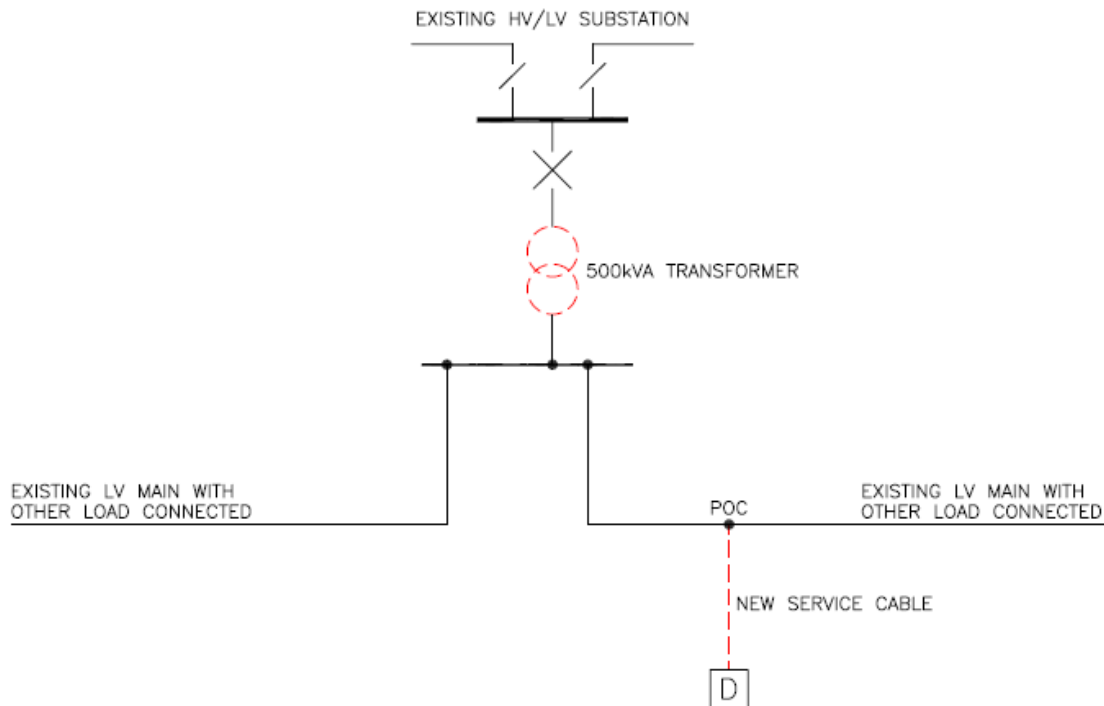 EXISTING HV/LV SUBSTATION
500kVA TRANSFORMER
EXISTING LV MAIN WITH
OTHER LOAD CONNECTED
POC
EXISTING LV MAIN WITH
OTHER LOAD CONNECTED
NEW SERVICE CABLE
D